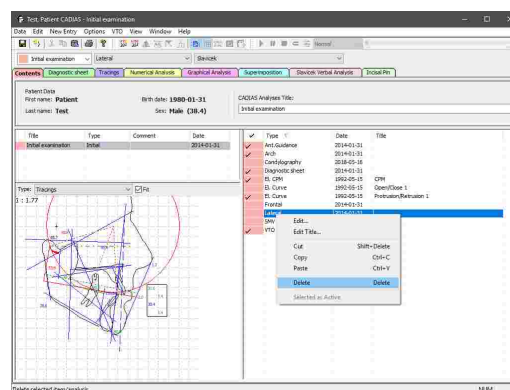 Test, Patient CADIAS - Initial examination
Data Edit New Entry Options VTO View Window Help
Normal
Initial examination Lateral Slavicek
Contents Diagnostic sheet Tracings Numerical Analysis Graphical Analysis Superimposition Slavicek Verbal Analysis Incisal Pin
Patient Data
First name: Patient Birth date: 1980-01-31
Last name: Test Sex: Male (38.4)
CADIAS Analyses Title:
Initial examination
Title Type Comment Date
Initial examination Initial 2014-01-31
Type: Tracings Fit
1 : 1.77
Type Date Title
Ant.Guidance 2014-01-31
Arch 2014-01-31
Condylography 2018-05-16
Diagnostic sheet 2014-01-31
El. CPM 1992-05-15 CPM
El. Curve 1992-05-15 Open/Close 1
El. Curve 1992-05-15 Protrusion/Retrusion 1
Frontal 2014-01-31
Lateral 2014-01-31
SMV
VTO
Edit...
Edit Title...
Cut Shift+Delete
Copy Ctrl+C
Paste Ctrl+V
Delete Delete
Selected as Active
Delete selected item/analysis NUM